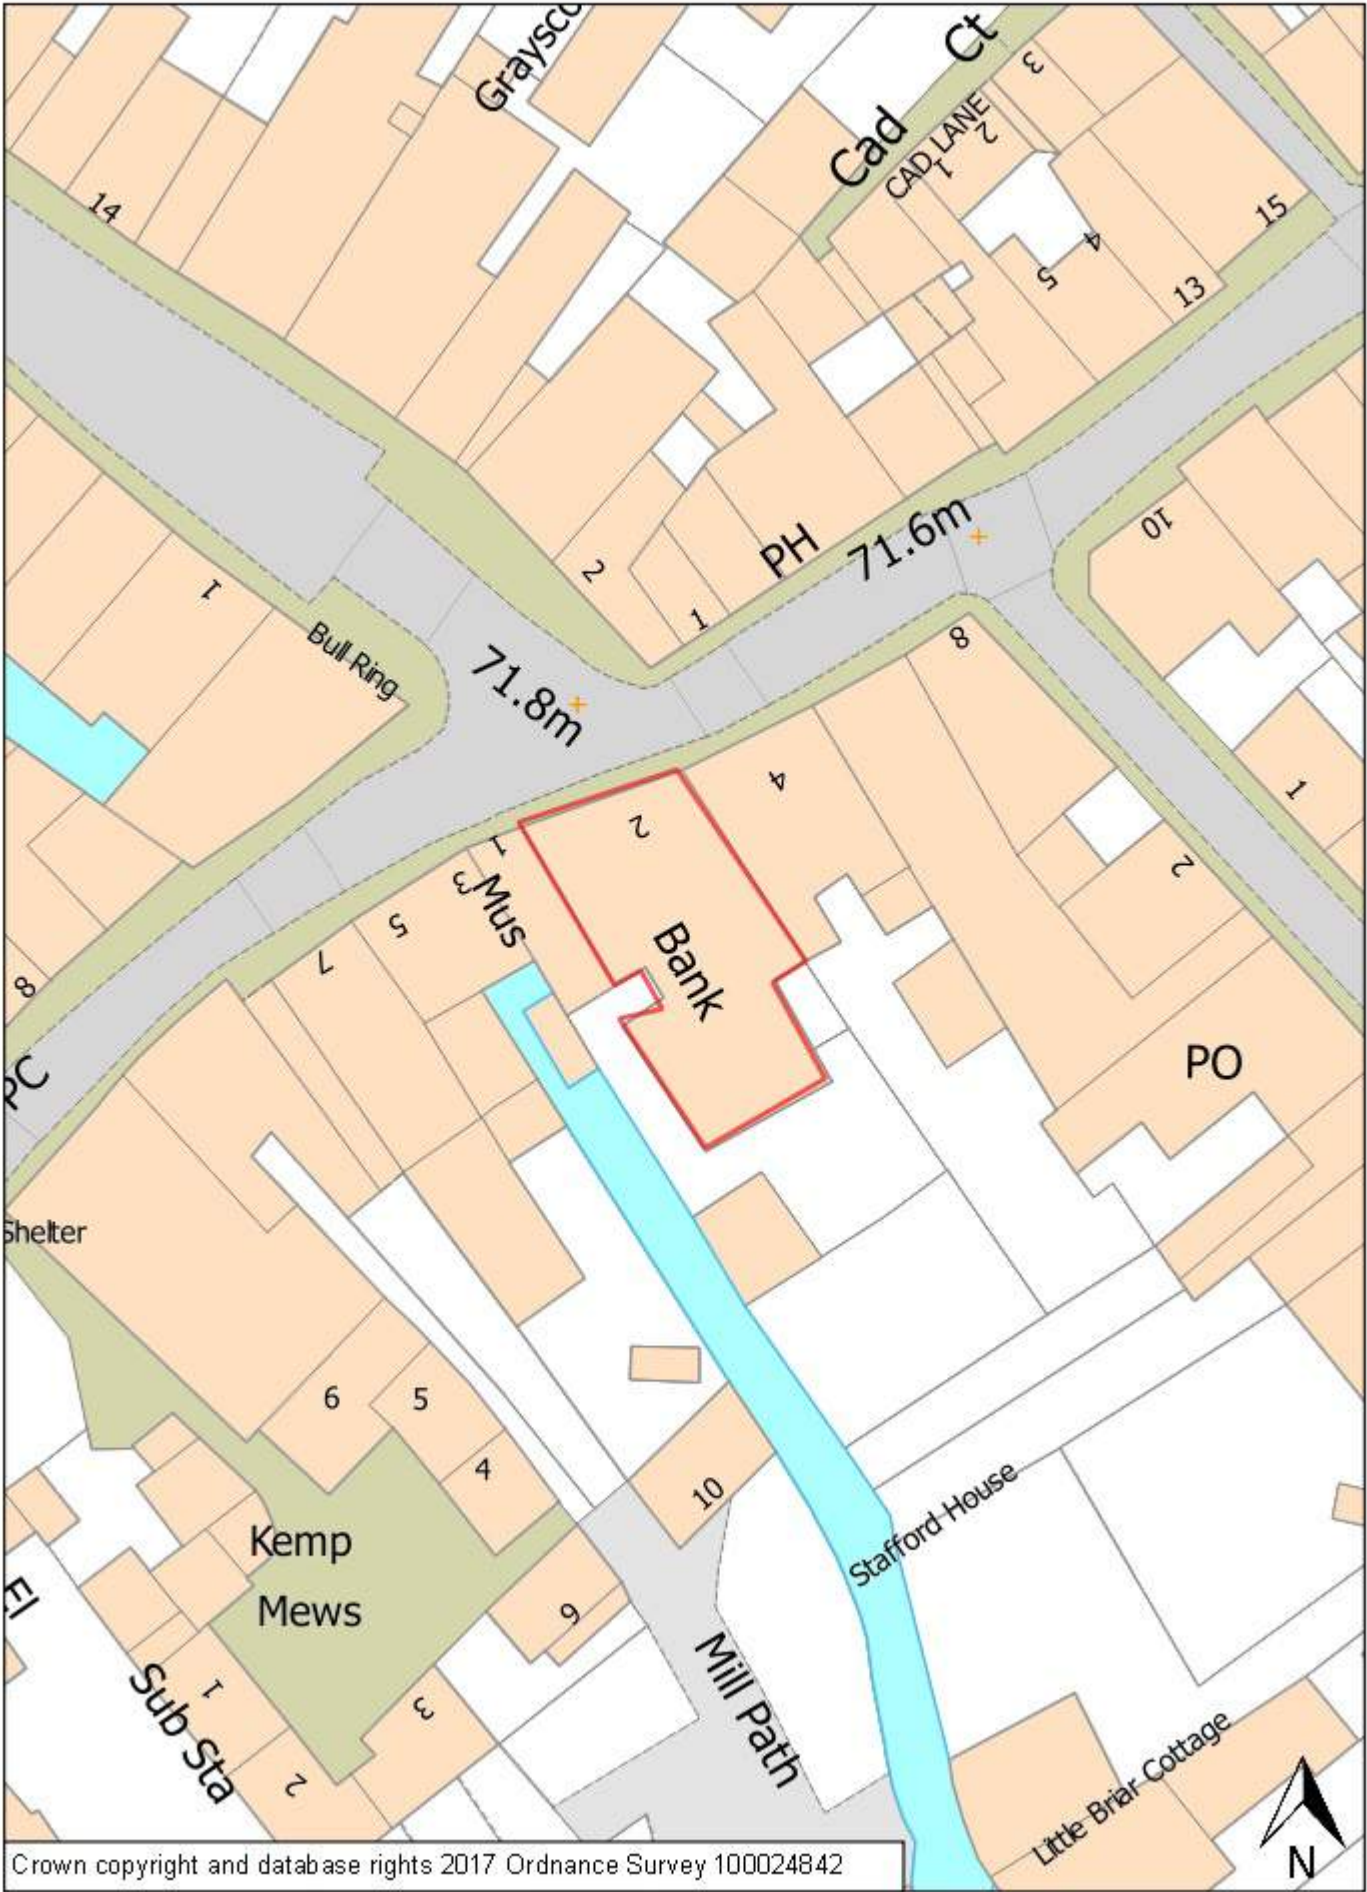 Graysco
Cad Ct
3
CAD LANE
2
1
14
15
4
5
13
PH
71.6m
10
2
1
1
Bull Ring
71.8m
8
4
1
2
1
3
Mus
5
7
2
8
Bank
PO
PC
Shelter
6
5
4
10
Stafford House
Kemp
Mews
El
Sub Sta
9
1
3
2
Mill Path
Little Briar Cottage
N
Crown copyright and database rights 2017 Ordnance Survey 100024842